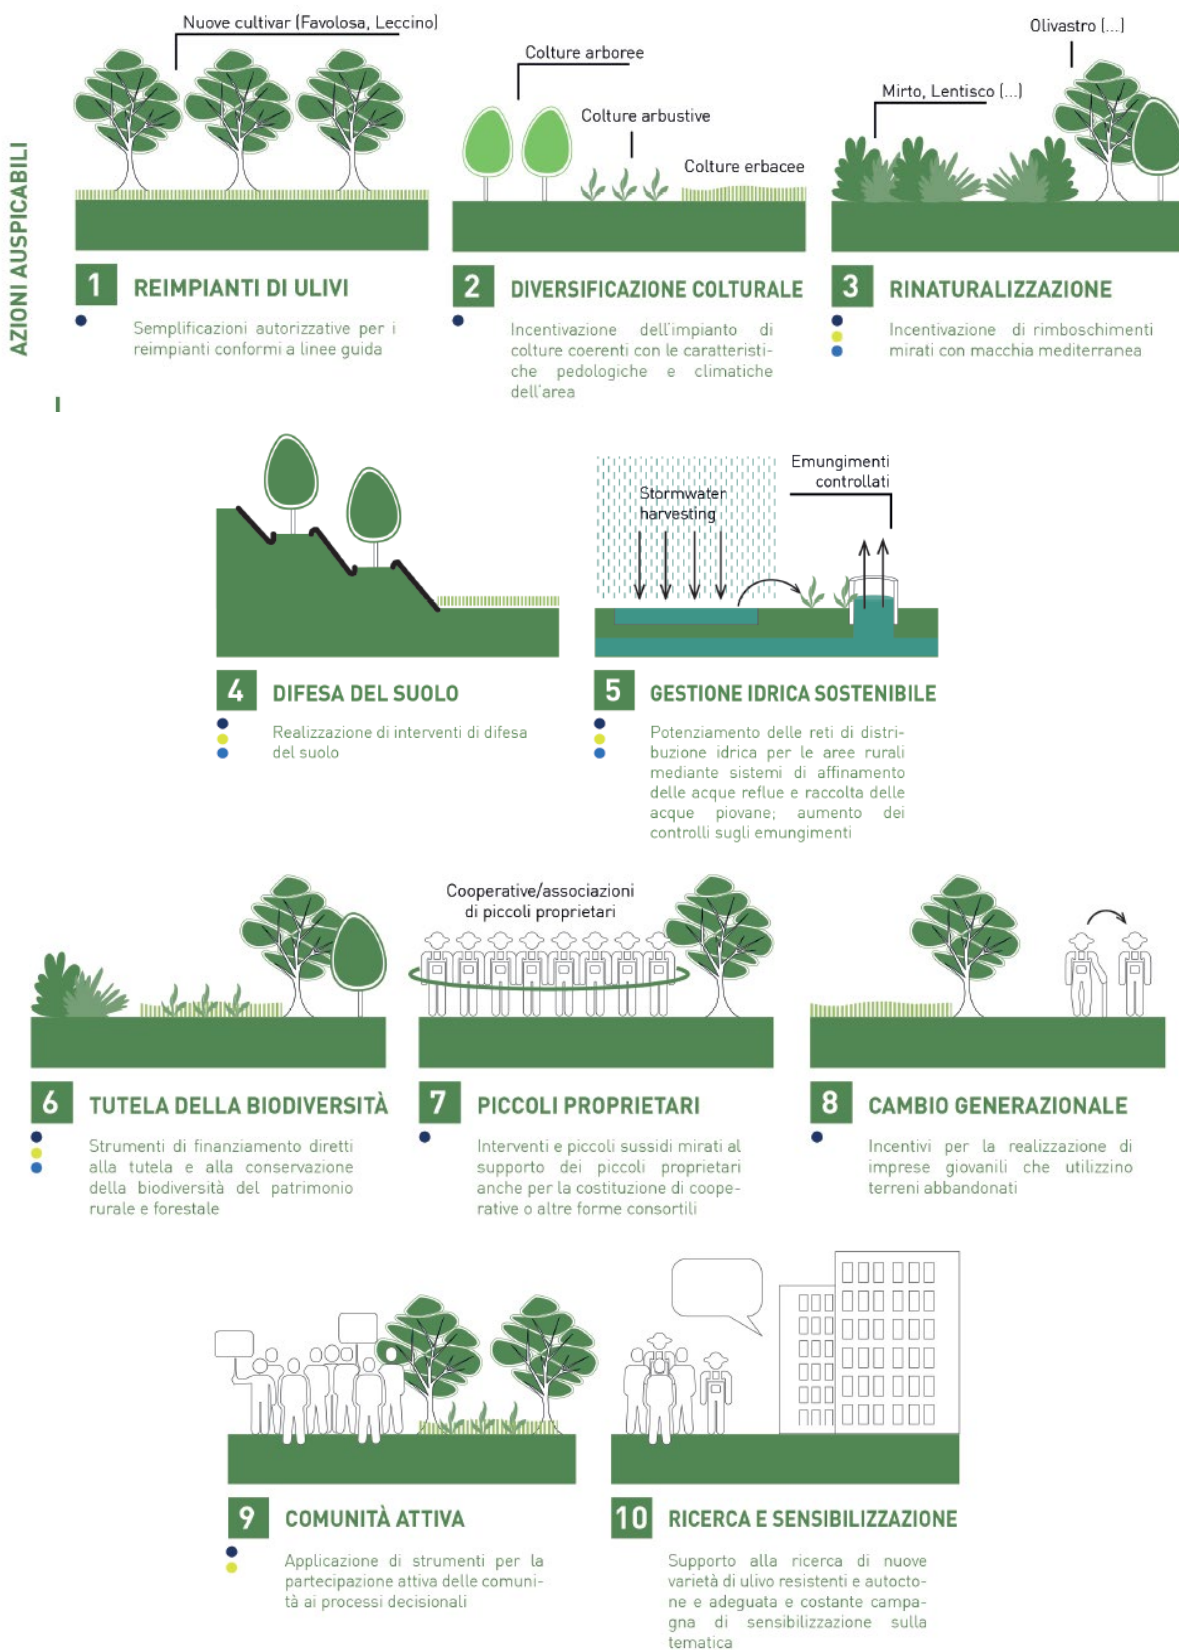 AZIONI AUSPICABILI
Nuove cultivar (Favolosa, Leccino)
1 REIMPIANTI DI ULIVI
Semplificazioni autorizzative per i
reimpianti conformi a linee guida
Colture arboree
Colture arbustive
Colture erbacee
2 DIVERSIFICAZIONE COLTURALE
Incentivazione dell'impianto di
colture coerenti con le caratteristi-
che pedologiche e climatiche
dell'area
Olivastro (...)
Mirto, Lentisco (...)
3 RINATURALIZZAZIONE
Incentivazione di rimboschimenti
mirati con macchia mediterranea
4 DIFESA DEL SUOLO
Realizzazione di interventi di difesa
del suolo
Stormwater
harvesting
Emungimenti
controllati
5 GESTIONE IDRICA SOSTENIBILE
Potenziamento delle reti di distri-
buzione idrica per le aree rurali
mediante sistemi di affinamento
delle acque reflue e raccolta delle
acque piovane; aumento dei
controlli sugli emungimenti
6 TUTELA DELLA BIODIVERSITÀ
Strumenti di finanziamento diretti
alla tutela e alla conservazione
della biodiversità del patrimonio
rurale e forestale
Cooperative/associazioni
di piccoli proprietari
7 PICCOLI PROPRIETARI
Interventi e piccoli sussidi mirati al
supporto dei piccoli proprietari
anche per la costituzione di coope-
rative o altre forme consortili
8 CAMBIO GENERAZIONALE
Incentivi per la realizzazione di
imprese giovanili che utilizzino
terreni abbandonati
9 COMUNITÀ ATTIVA
Applicazione di strumenti per la
partecipazione attiva delle comuni-
tà ai processi decisionali
10 RICERCA E SENSIBILIZZAZIONE
Supporto alla ricerca di nuove
varietà di ulivo resistenti e autocto-
ne e adeguata e costante campa-
gna di sensibilizzazione sulla
tematica